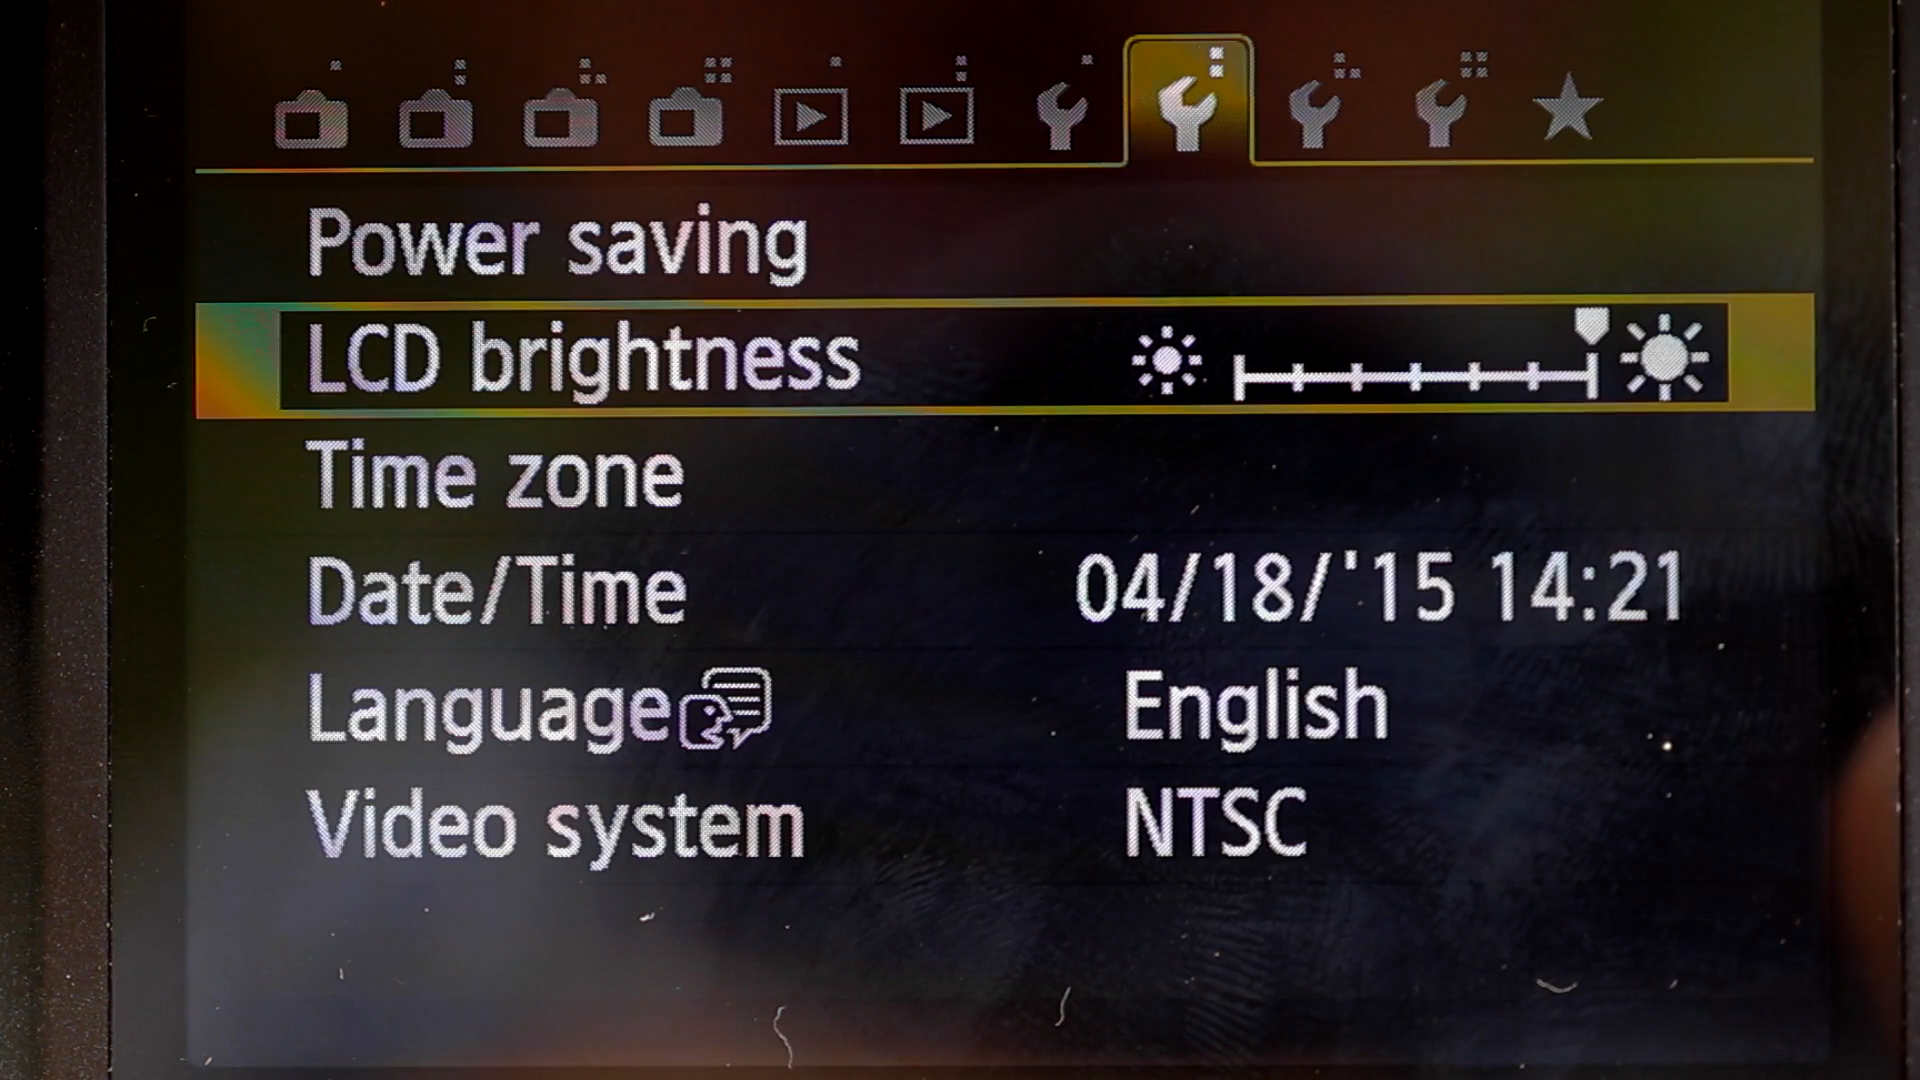 Power saving
LCD brightness
Time zone
Date/Time 04/18/'15 14:21
Language English
Video system NTSC